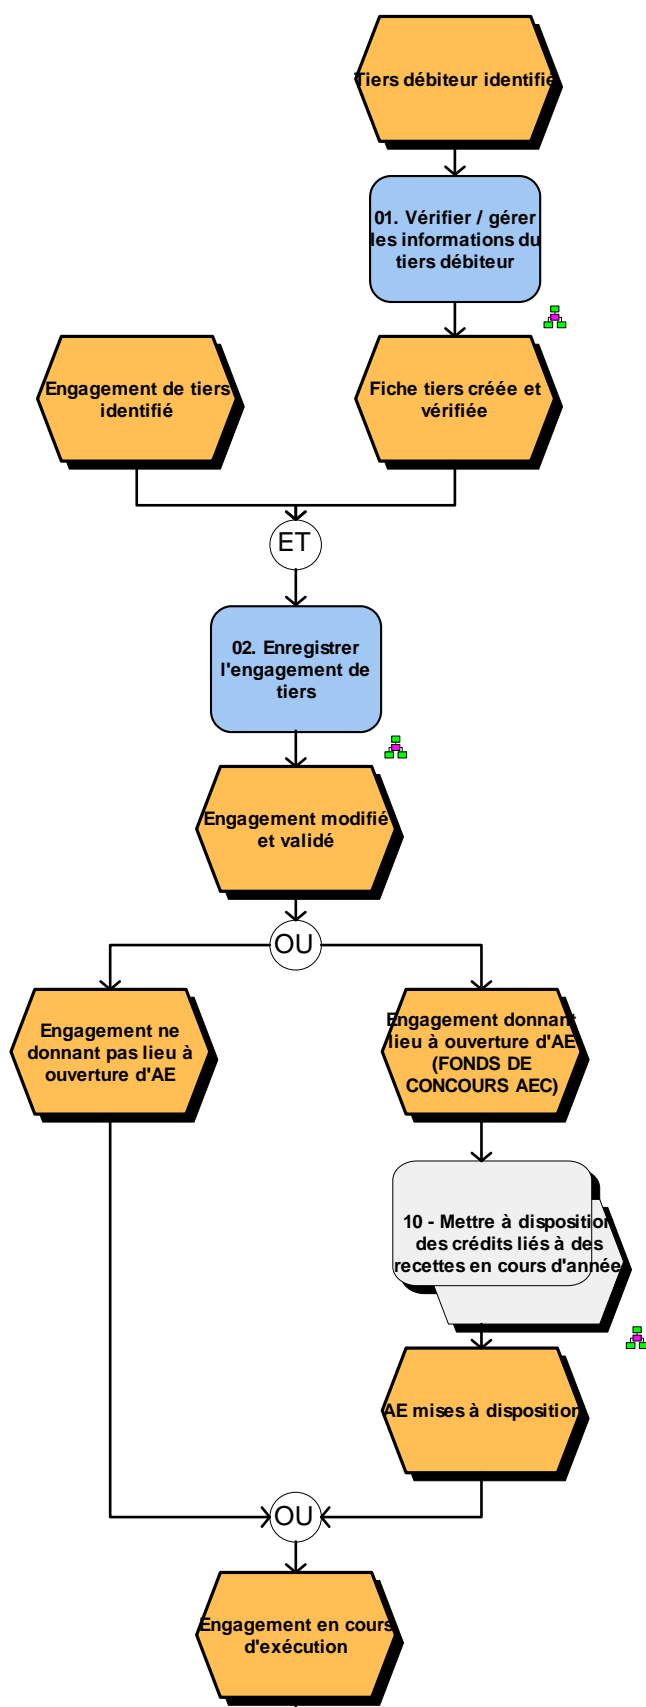 Tiers débiteur identifié
01. Vérifier / gérer
les informations du
tiers débiteur
Engagement de tiers
identifié
Fiche tiers créée et
vérifiée
ET
02. Enregistrer
l'engagement de
tiers
Engagement modifié
et validé
OU
Engagement ne
donnant pas lieu à
ouverture d'AE
Engagement donnant
lieu à ouverture d'AE
(FONDS DE
CONCOURS AEC)
10 - Mettre à disposition
des crédits liés à des
recettes en cours d'année
AE mises à disposition
OU
Engagement en cours
d'exécution